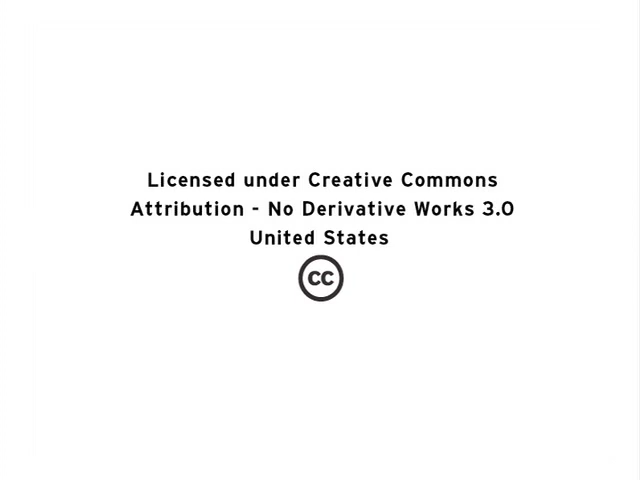 Licensed under Creative Commons
Attribution - No Derivative Works 3.0
United States
cc